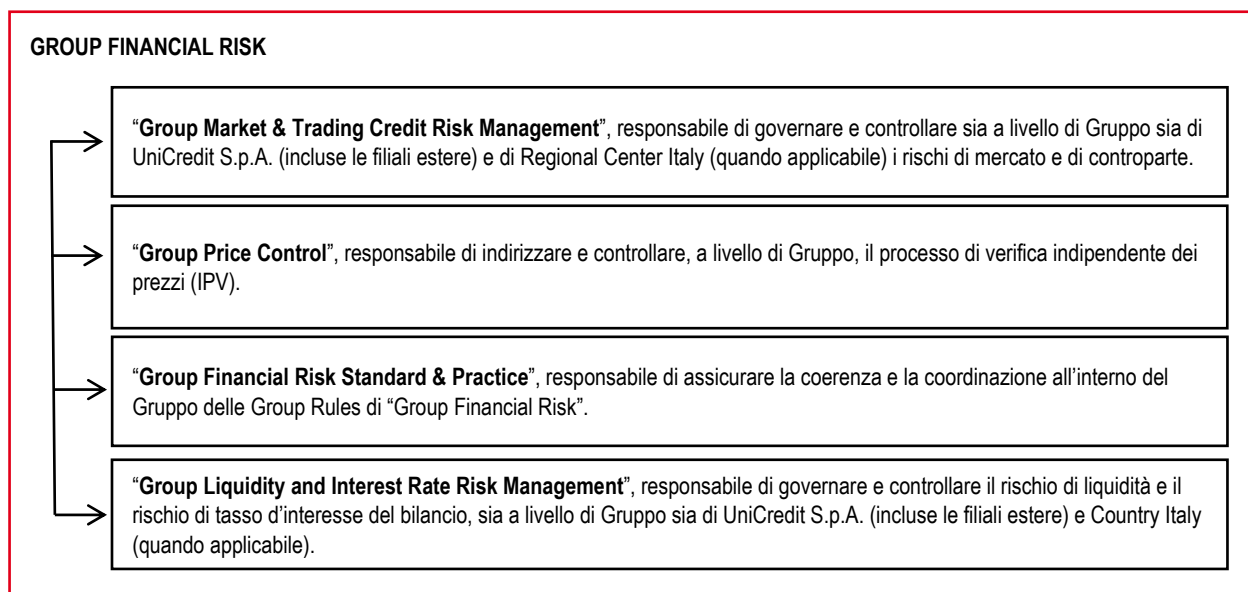 GROUP FINANCIAL RISK
“Group Market & Trading Credit Risk Management”, responsabile di governare e controllare sia a livello di Gruppo sia di
UniCredit S.p.A. (incluse le filiali estere) e di Regional Center Italy (quando applicabile) i rischi di mercato e di controparte.
“Group Price Control”, responsabile di indirizzare e controllare, a livello di Gruppo, il processo di verifica indipendente dei
prezzi (IPV).
“Group Financial Risk Standard & Practice”, responsabile di assicurare la coerenza e la coordinazione all’interno del
Gruppo delle Group Rules di “Group Financial Risk”.
“Group Liquidity and Interest Rate Risk Management”, responsabile di governare e controllare il rischio di liquidità e il
rischio di tasso d’interesse del bilancio, sia a livello di Gruppo sia di UniCredit S.p.A. (incluse le filiali estere) e Country Italy
(quando applicabile).